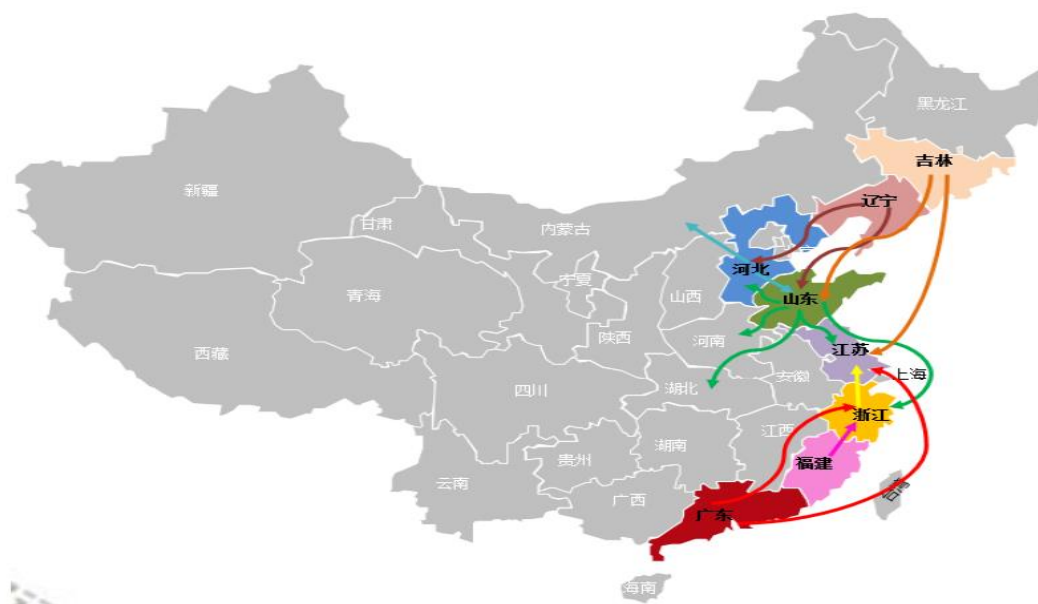 黑龙江
吉林
新疆
辽宁
甘肃
内蒙古
河北
宁夏
青海
山西
山东
陕西
河南
西藏
江苏
上海
安徽
四川
湖北
浙江
江西
湖南
贵州
福建
云南
广西
台湾
广东
海南